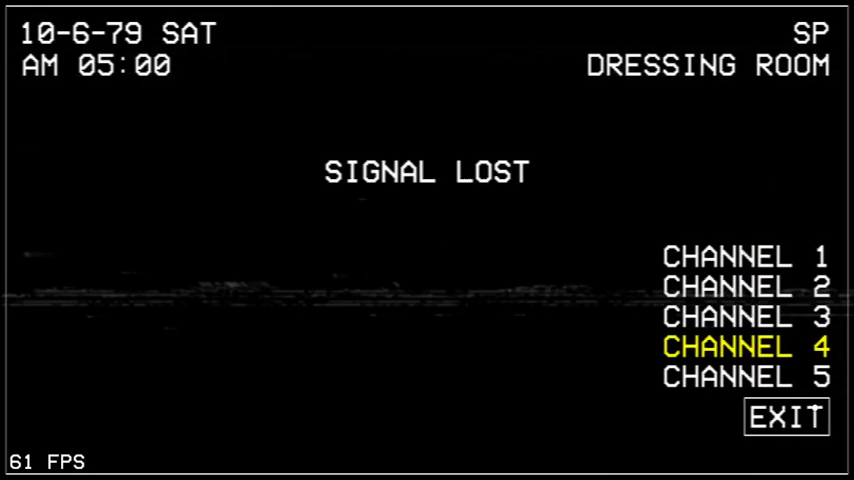 10-6-79 SAT
SP
AM 05:00
DRESSING ROOM
SIGNAL LOST
CHANNEL 1
CHANNEL 2
CHANNEL 3
CHANNEL 4
CHANNEL 5
EXIT
61 FPS